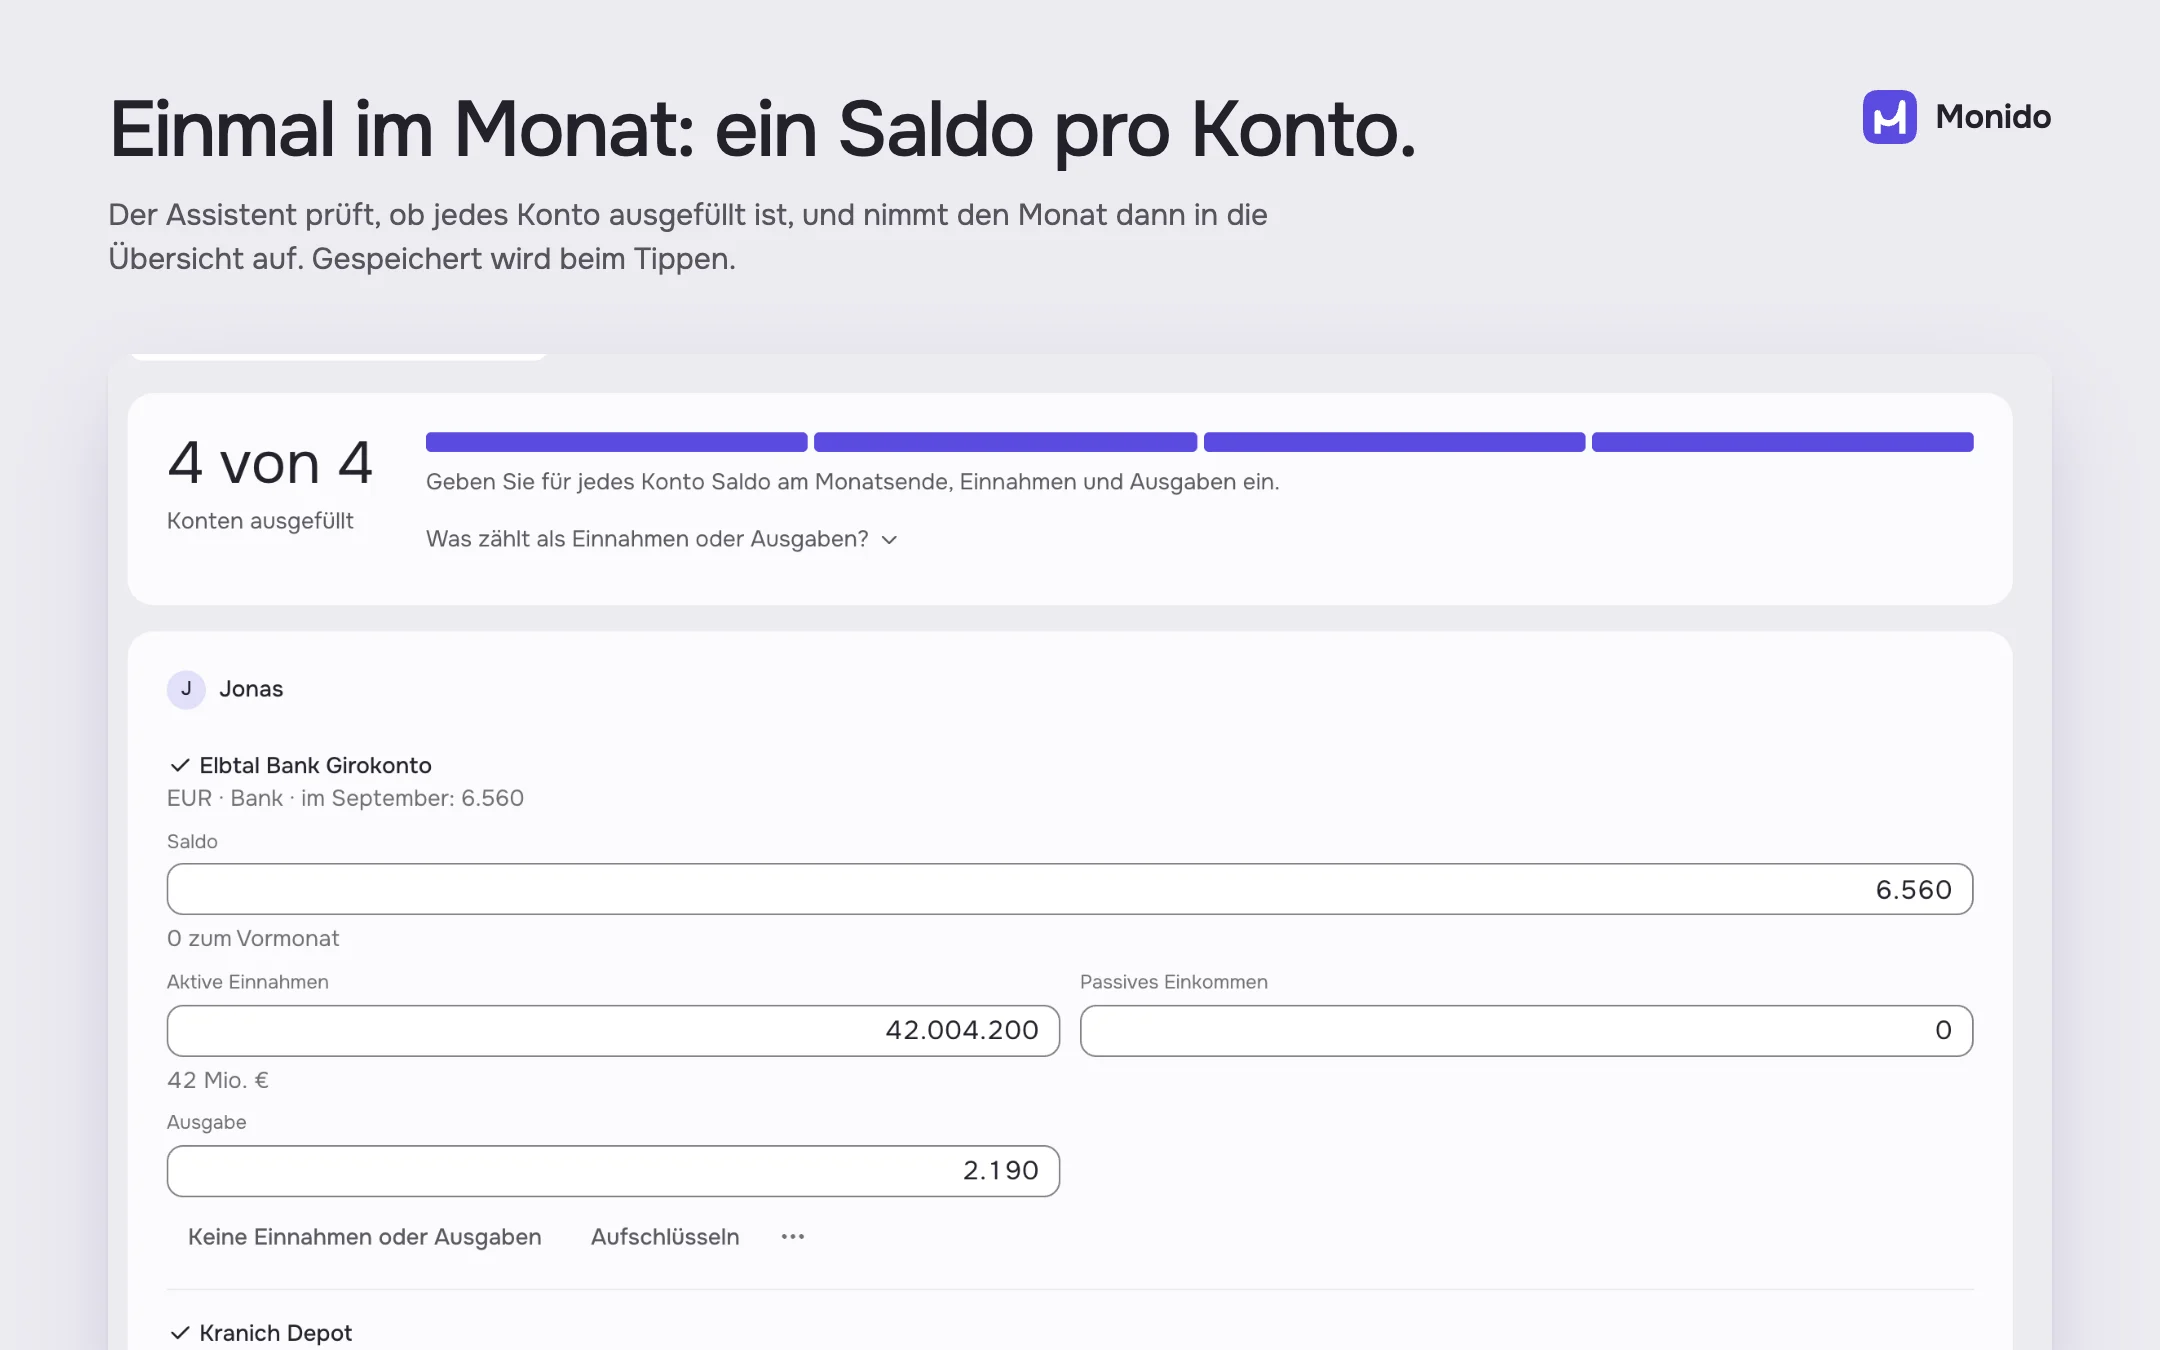 Einmal im Monat: ein Saldo pro Konto.
Monido
Der Assistent prüft, ob jedes Konto ausgefüllt ist, und nimmt den Monat dann in die
Übersicht auf. Gespeichert wird beim Tippen.
4 von 4
Konten ausgefüllt
Geben Sie für jedes Konto Saldo am Monatsende, Einnahmen und Ausgaben ein.
Was zählt als Einnahmen oder Ausgaben?
J Jonas
Elbtal Bank Girokonto
EUR · Bank · im September: 6.560
Saldo
6.560
0 zum Vormonat
Aktive Einnahmen Passives Einkommen
42.004.200 0
42 Mio. €
Ausgabe
2.190
Keine Einnahmen oder Ausgaben Aufschlüsseln ···
Kranich Depot